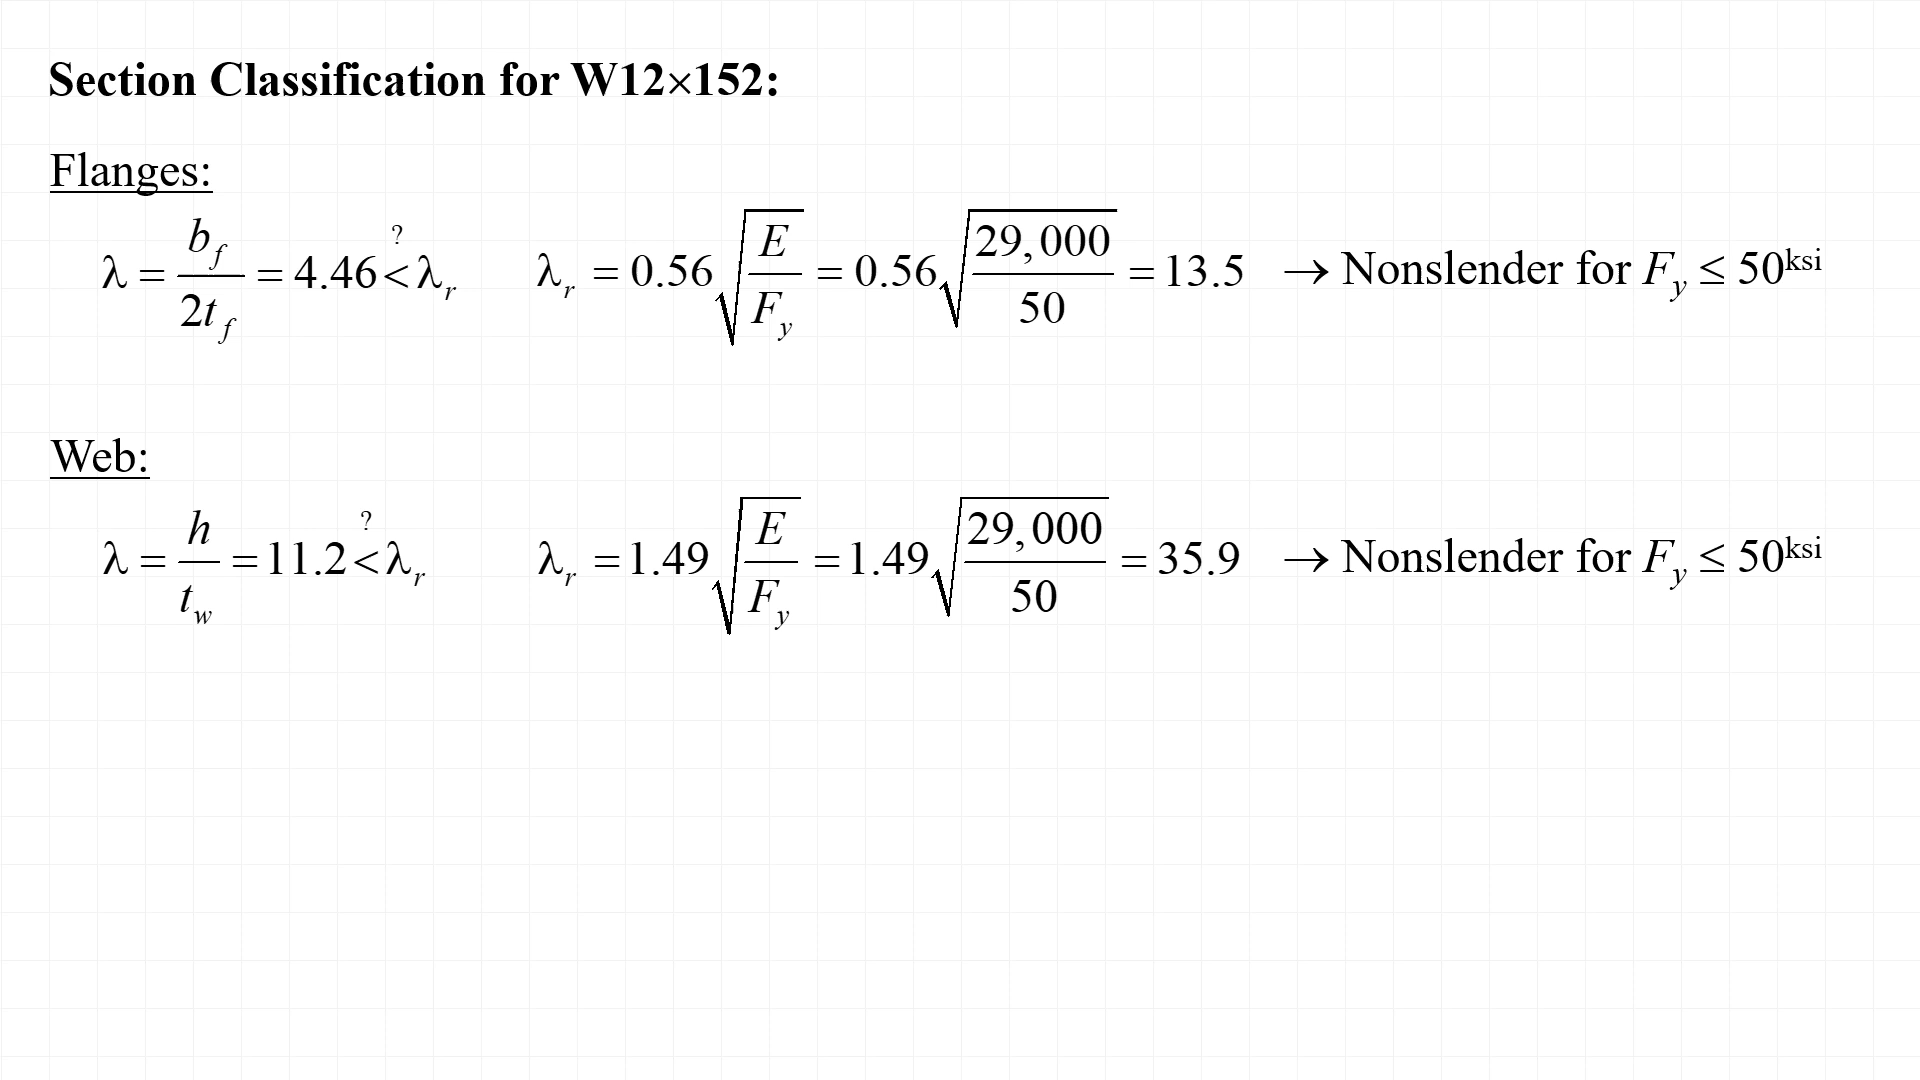 Section Classification for W12×152:
Flanges:
λ = b_f / 2t_f = 4.46 <^? λ_r    λ_r = 0.56 √(E / F_y) = 0.56 √(29,000 / 50) = 13.5 → Nonslender for F_y ≤ 50^ksi
Web:
λ = h / t_w = 11.2 <^? λ_r    λ_r = 1.49 √(E / F_y) = 1.49 √(29,000 / 50) = 35.9 → Nonslender for F_y ≤ 50^ksi